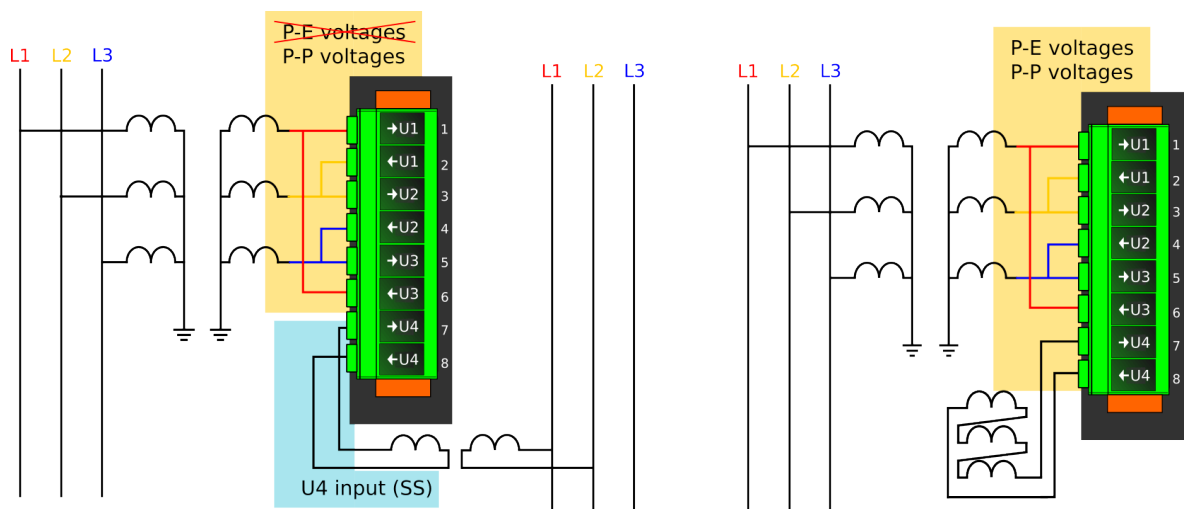 P-E voltages
P-P voltages
L1 L2 L3
→U1 1
←U1 2
→U2 3
←U2 4
→U3 5
←U3 6
→U4 7
←U4 8
U4 input (SS)
L1 L2 L3
L1 L2 L3
P-E voltages
P-P voltages
→U1 1
←U1 2
→U2 3
←U2 4
→U3 5
←U3 6
→U4 7
←U4 8